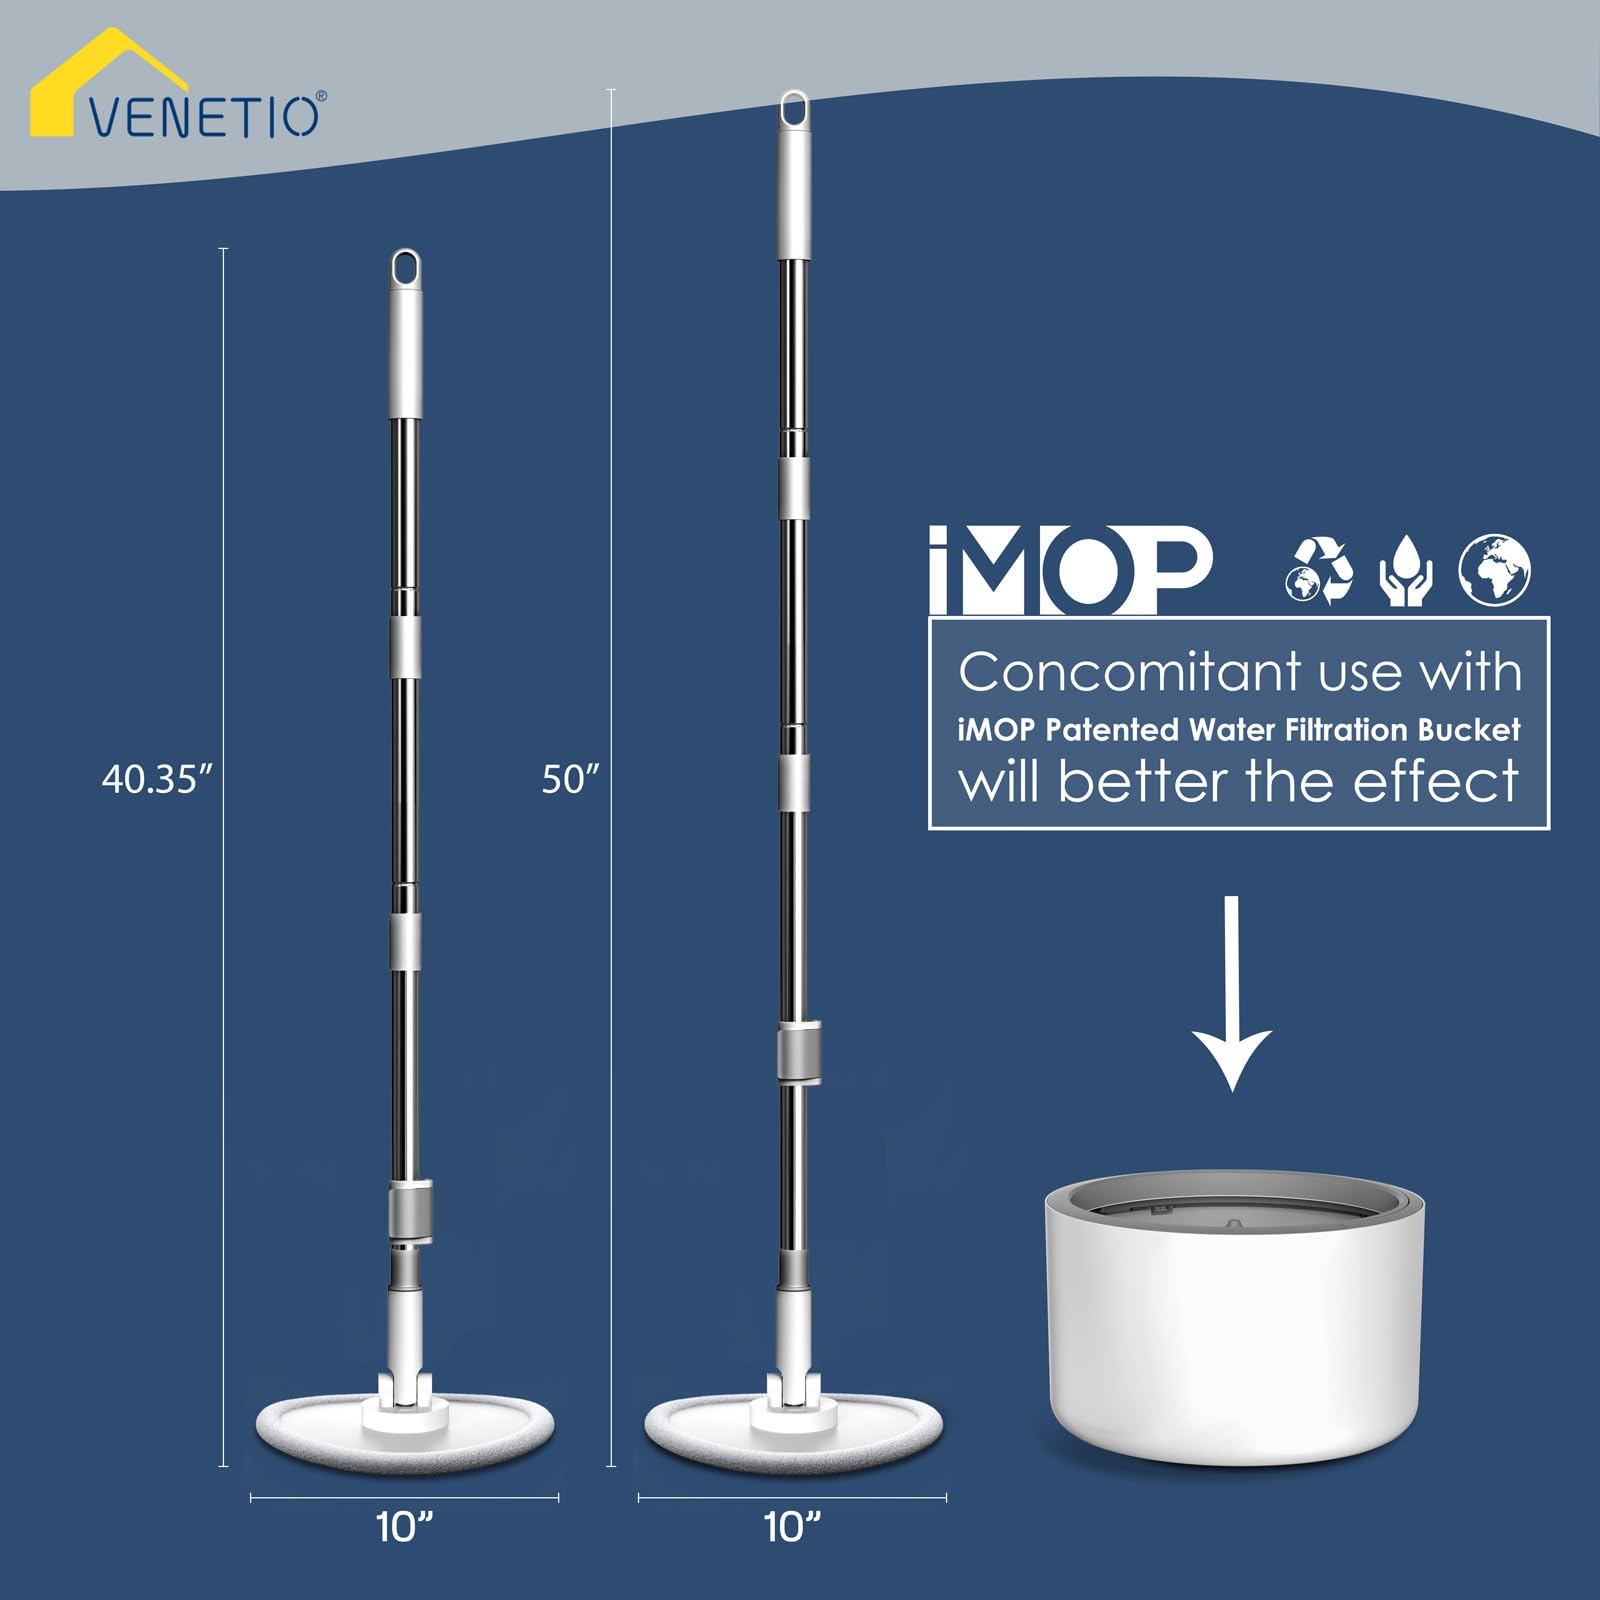 VENETIO®
40.35”
50”
iMOP
Concomitant use with
iMOP Patented Water Filtration Bucket
will better the effect
10”
10”